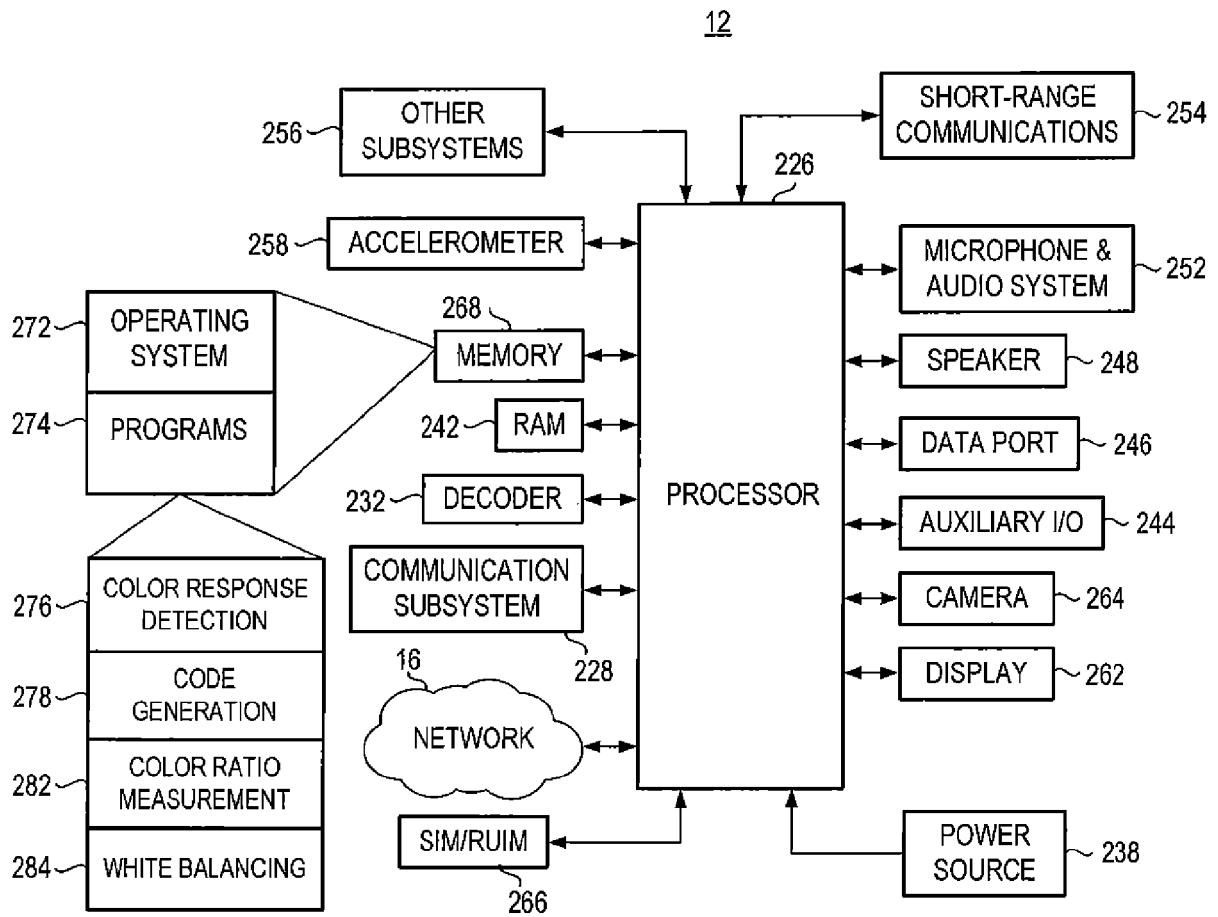 12
OTHER
SUBSYSTEMS
256
SHORT-RANGE
COMMUNICATIONS
254
226
258
ACCELEROMETER
MICROPHONE &
AUDIO SYSTEM
252
272
OPERATING
SYSTEM
268
MEMORY
SPEAKER
248
274
PROGRAMS
242
RAM
DATA PORT
246
232
DECODER
PROCESSOR
AUXILIARY I/O
244
276
COLOR RESPONSE
DETECTION
COMMUNICATION
SUBSYSTEM
228
CAMERA
264
278
CODE
GENERATION
16
NETWORK
DISPLAY
262
282
COLOR RATIO
MEASUREMENT
284
WHITE BALANCING
SIM/RUIM
266
POWER
SOURCE
238